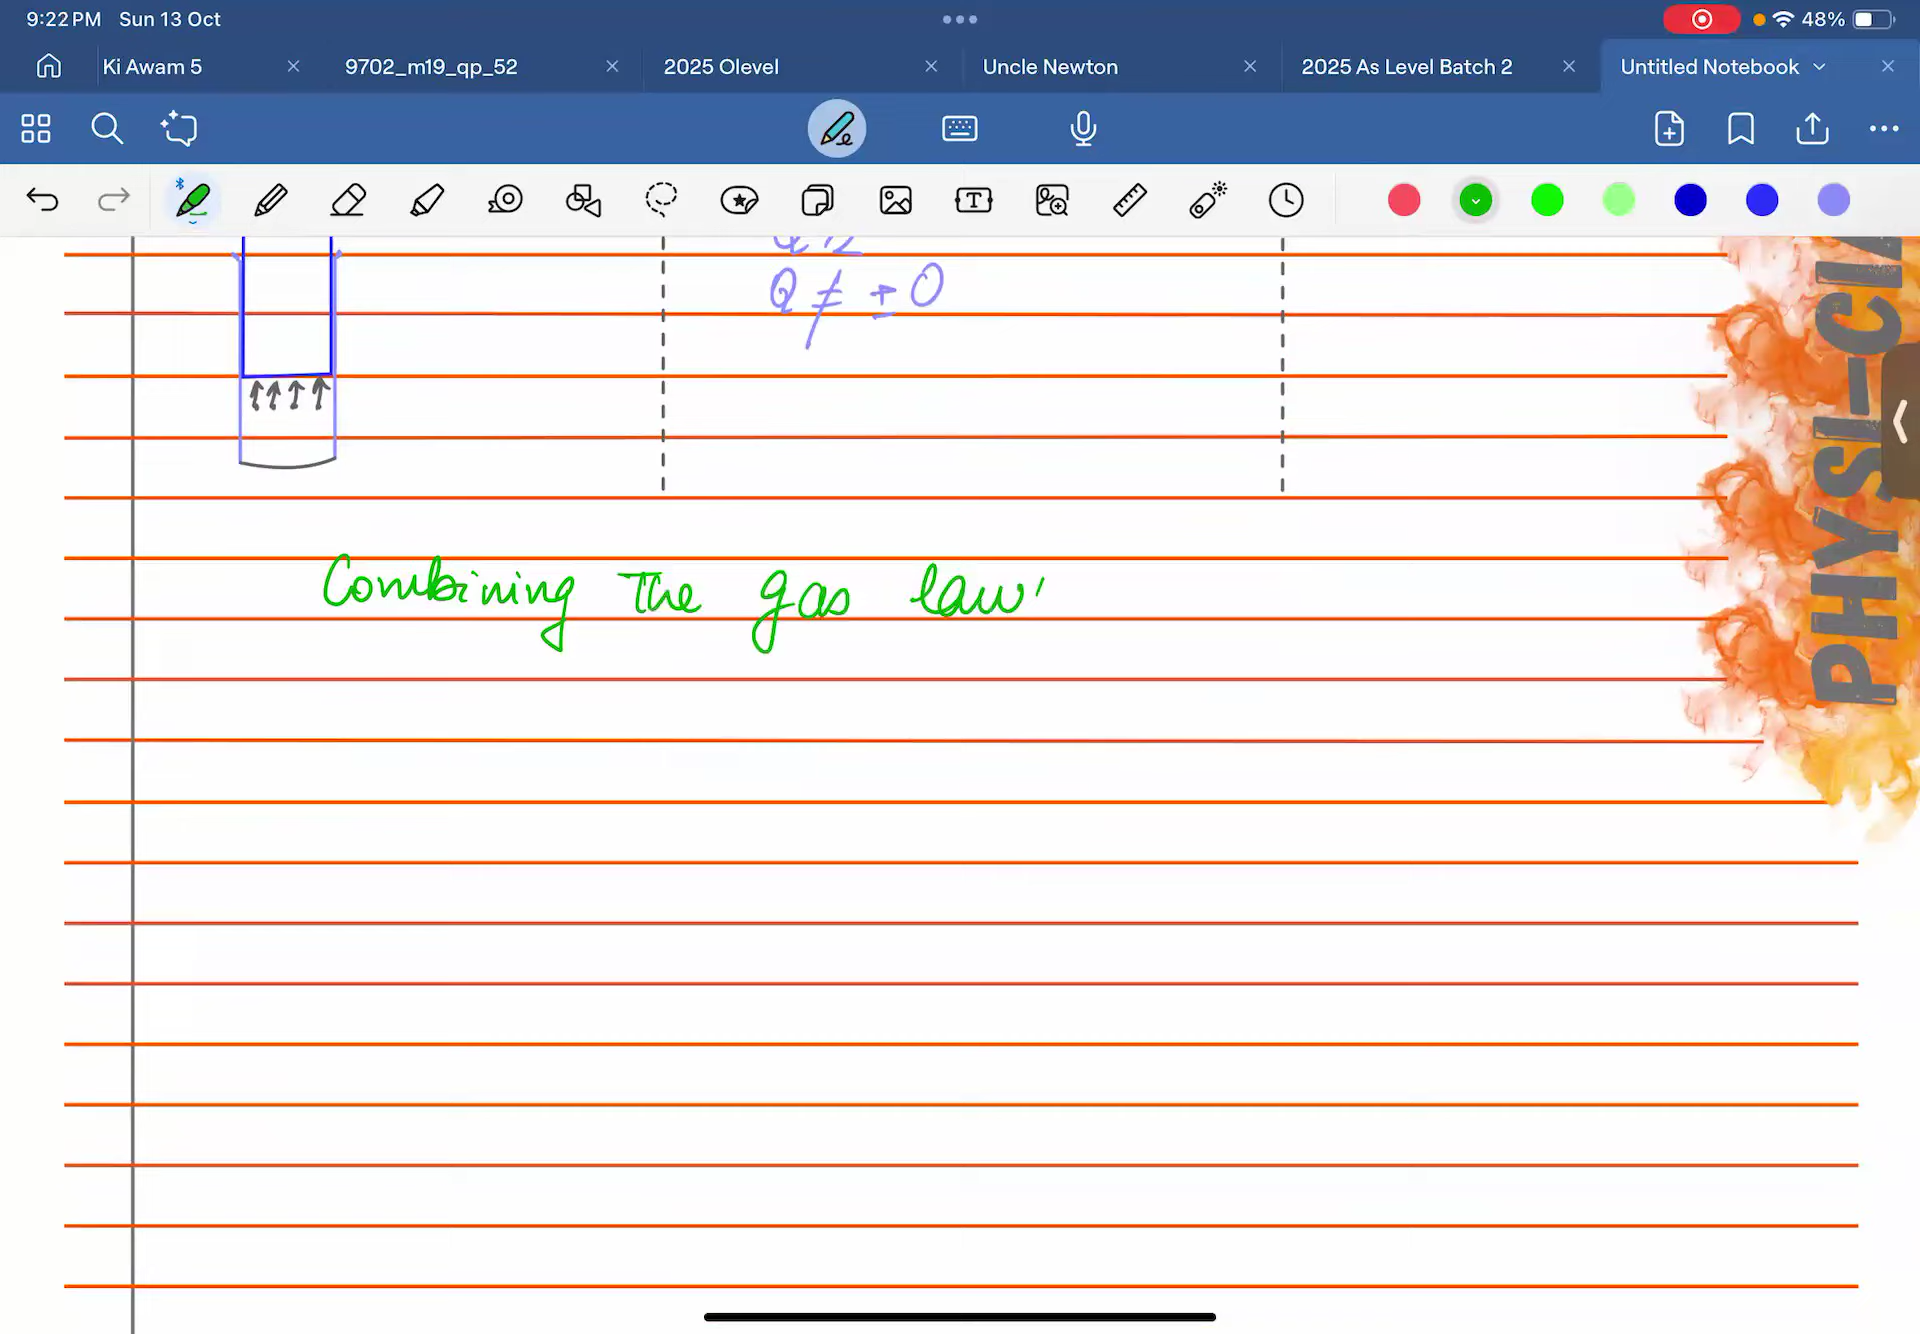 9:22 PM Sun 13 Oct 48%
Ki Awam 5 9702_m19_qp_52 2025 Olevel Uncle Newton 2025 As Level Batch 2 Untitled Notebook
Q ≠ ± 0
PHYSI-CI
Combining The gas law'